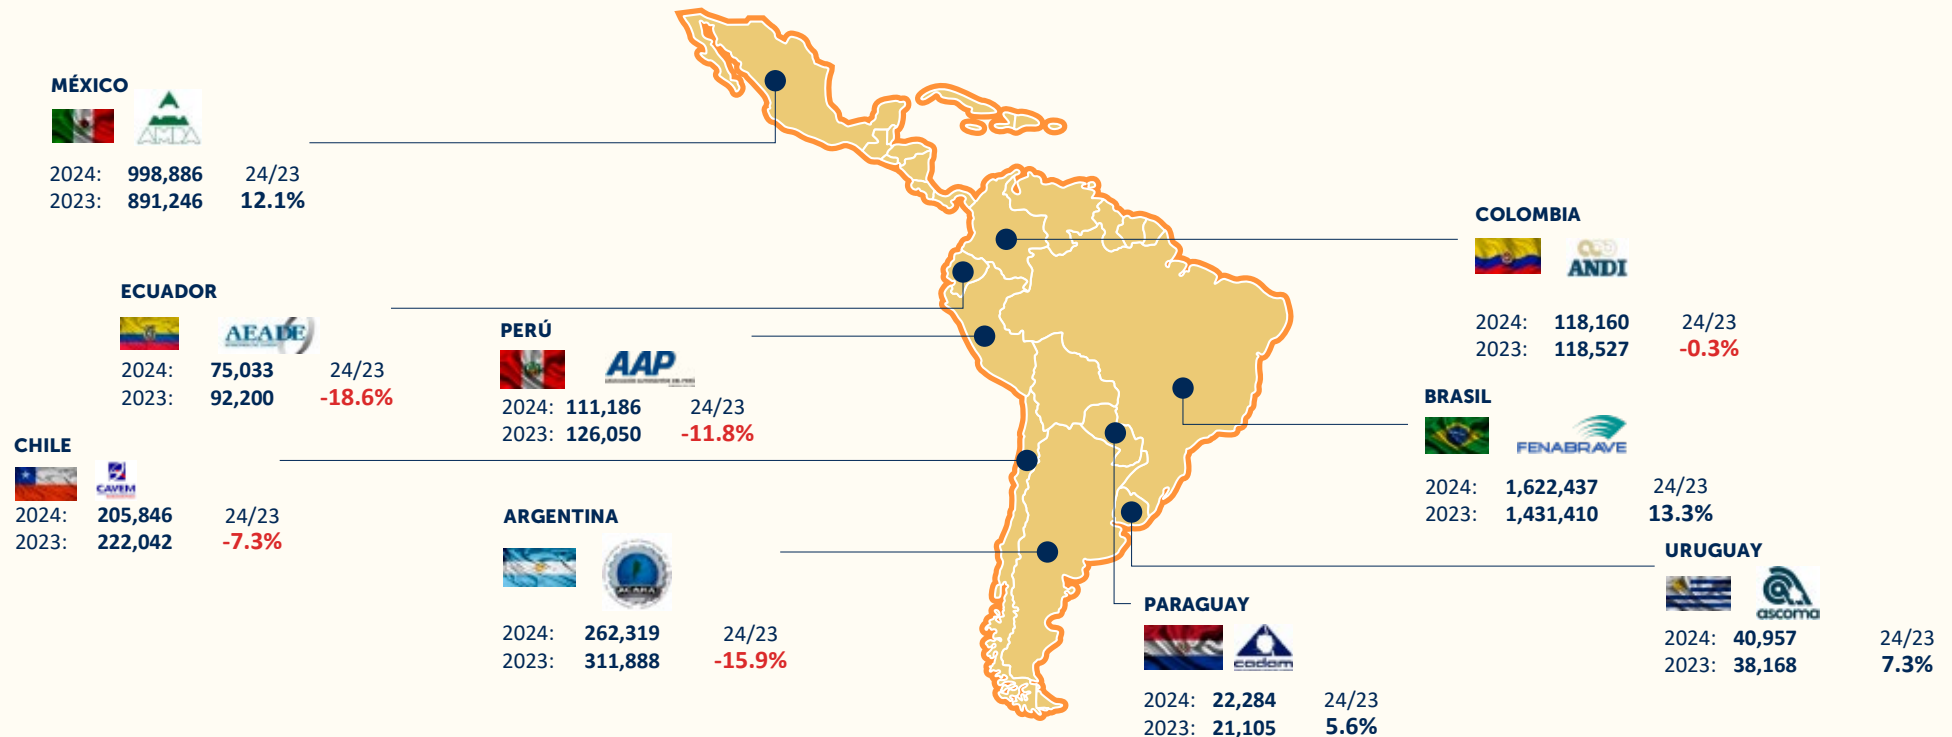 MÉXICO
AMDA
2024: 998,886 24/23
2023: 891,246 12.1%
ECUADOR
AEADE
2024: 75,033 24/23
2023: 92,200 -18.6%
PERÚ
AAP
2024: 111,186 24/23
2023: 126,050 -11.8%
CHILE
CAVEM
2024: 205,846 24/23
2023: 222,042 -7.3%
ARGENTINA
ACARA
2024: 262,319 24/23
2023: 311,888 -15.9%
COLOMBIA
ANDI
2024: 118,160 24/23
2023: 118,527 -0.3%
BRASIL
FENABRAVE
2024: 1,622,437 24/23
2023: 1,431,410 13.3%
URUGUAY
ascoma
2024: 40,957 24/23
2023: 38,168 7.3%
PARAGUAY
cadam
2024: 22,284 24/23
2023: 21,105 5.6%